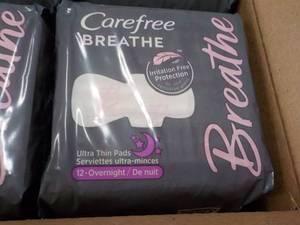 Carefree
BREATHE
Irritation Free
Protection
Ultra Thin Pads
Serviettes ultra-minces
12-Overnight / De nuit
Breathe